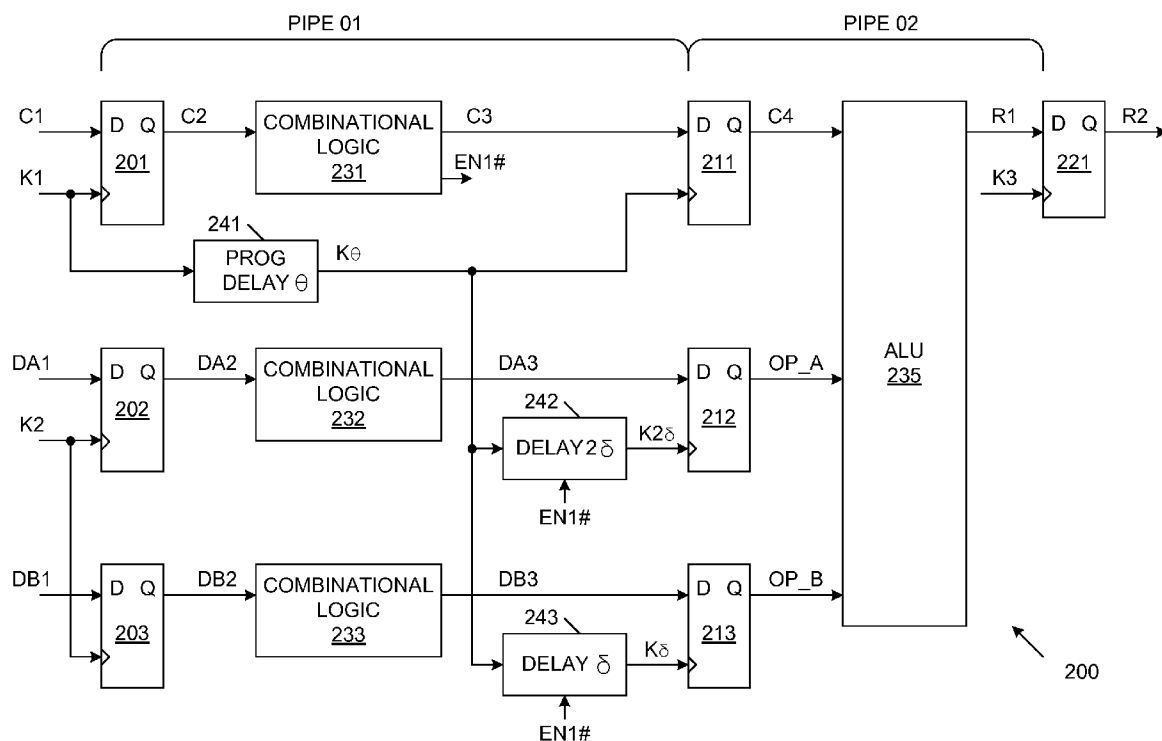 PIPE 01
PIPE 02
C1
D Q
201
C2
COMBINATIONAL
LOGIC
231
C3
EN1#
D Q
211
C4
R1
D Q
221
R2
K1
K3
241
PROG
DELAY θ
Kθ
DA1
D Q
202
DA2
COMBINATIONAL
LOGIC
232
DA3
D Q
212
OP_A
ALU
235
K2
242
DELAY 2δ
K2δ
EN1#
DB1
D Q
203
DB2
COMBINATIONAL
LOGIC
233
DB3
D Q
213
OP_B
243
DELAY δ
Kδ
EN1#
200